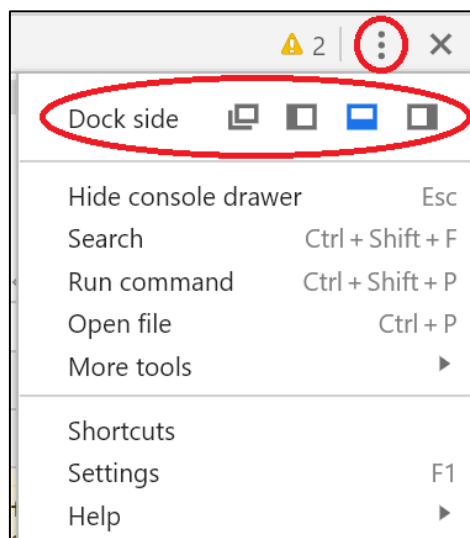 2
Dock side
Hide console drawer Esc
Search Ctrl + Shift + F
Run command Ctrl + Shift + P
Open file Ctrl + P
More tools
Shortcuts
Settings F1
Help